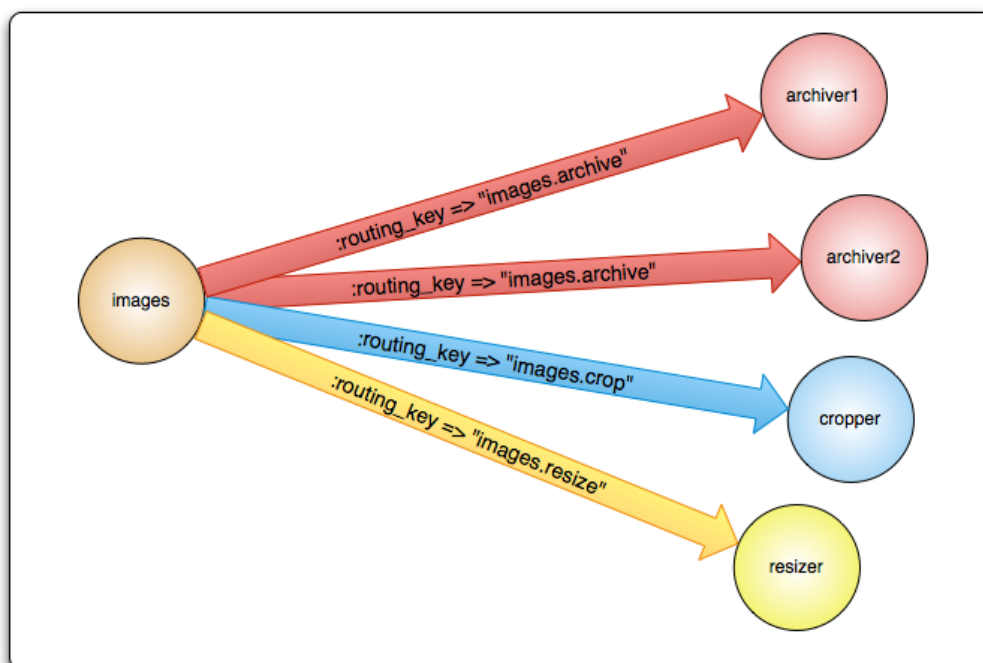 archiver1
:routing_key => "images.archive"
archiver2
:routing_key => "images.archive"
images
:routing_key => "images.crop"
cropper
:routing_key => "images.resize"
resizer